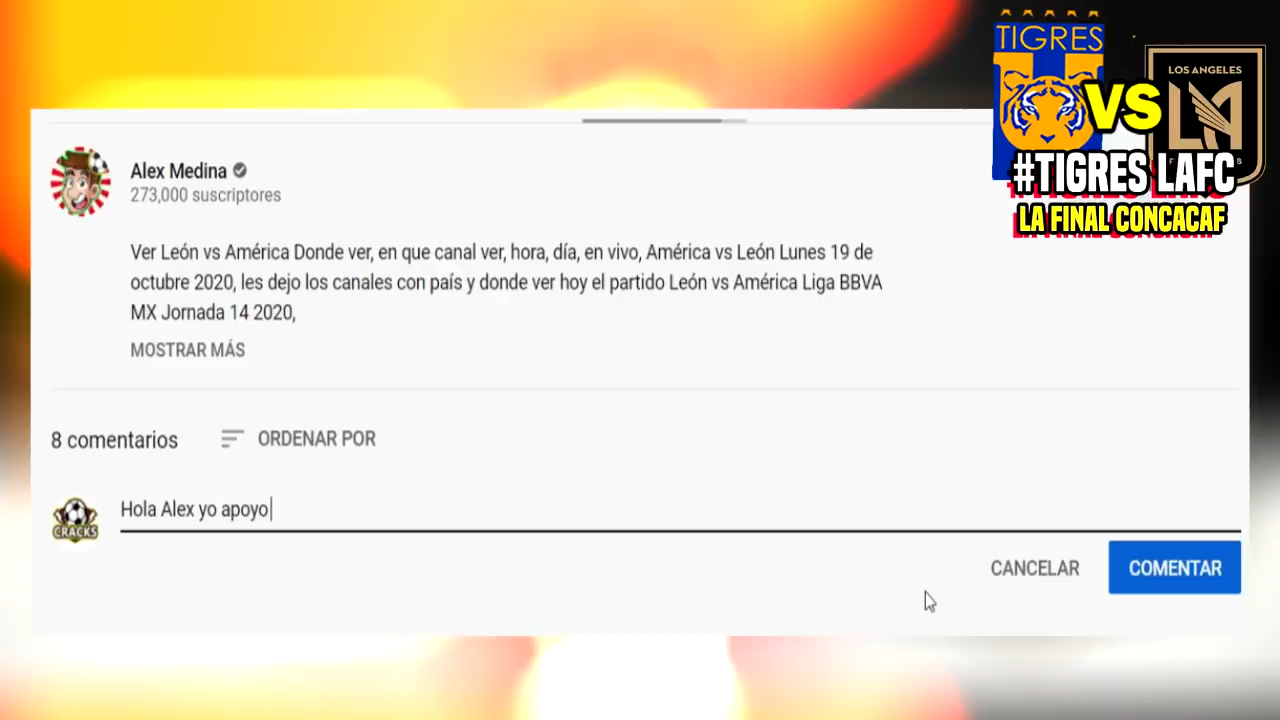 TIGRES
LOS ANGELES
VS
#TIGRES LAFC
LA FINAL CONCACAF
Alex Medina
273,000 suscriptores
Ver León vs América Donde ver, en que canal ver, hora, día, en vivo, América vs León Lunes 19 de
octubre 2020, les dejo los canales con país y donde ver hoy el partido León vs América Liga BBVA
MX Jornada 14 2020,
MOSTRAR MÁS
8 comentarios
ORDENAR POR
CRACKS
Hola Alex yo apoyo
CANCELAR
COMENTAR